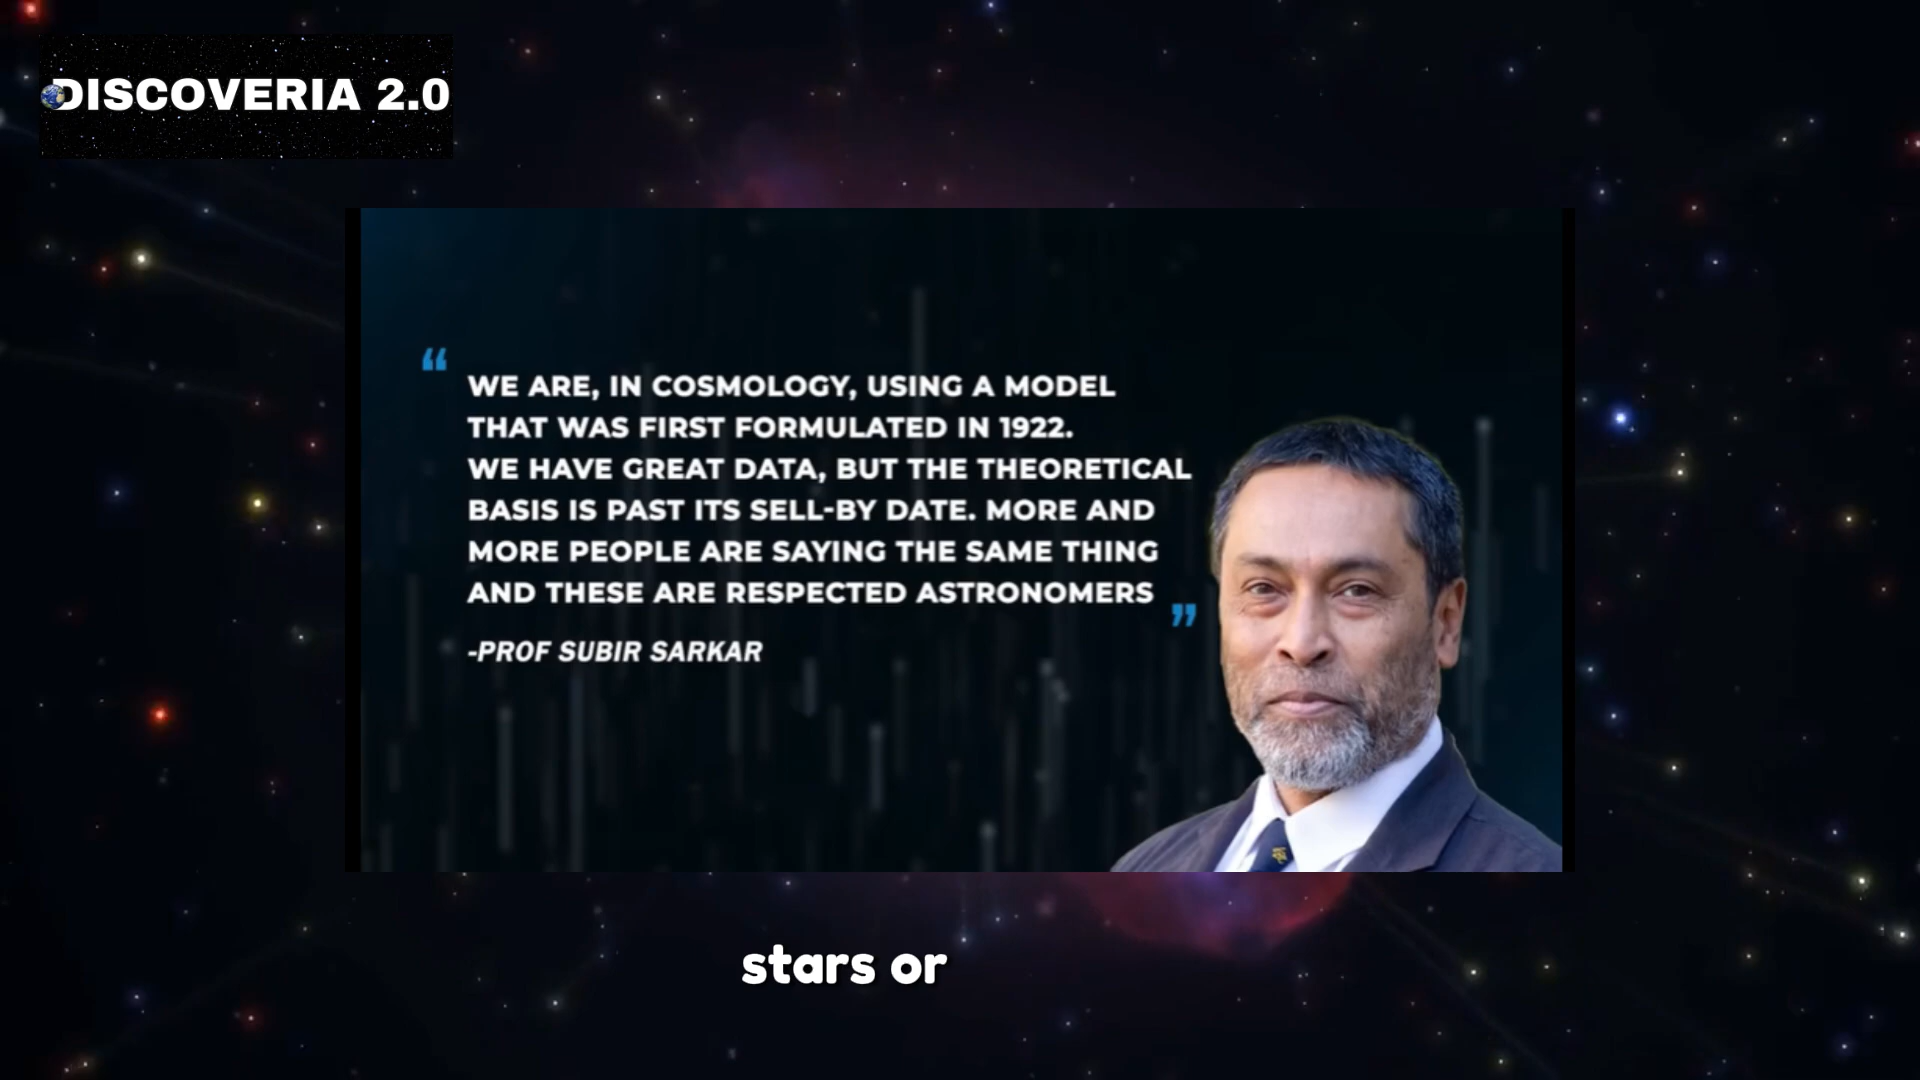 DISCOVERIA 2.0
“
WE ARE, IN COSMOLOGY, USING A MODEL
THAT WAS FIRST FORMULATED IN 1922.
WE HAVE GREAT DATA, BUT THE THEORETICAL
BASIS IS PAST ITS SELL-BY DATE. MORE AND
MORE PEOPLE ARE SAYING THE SAME THING
AND THESE ARE RESPECTED ASTRONOMERS
”
-PROF SUBIR SARKAR
stars or